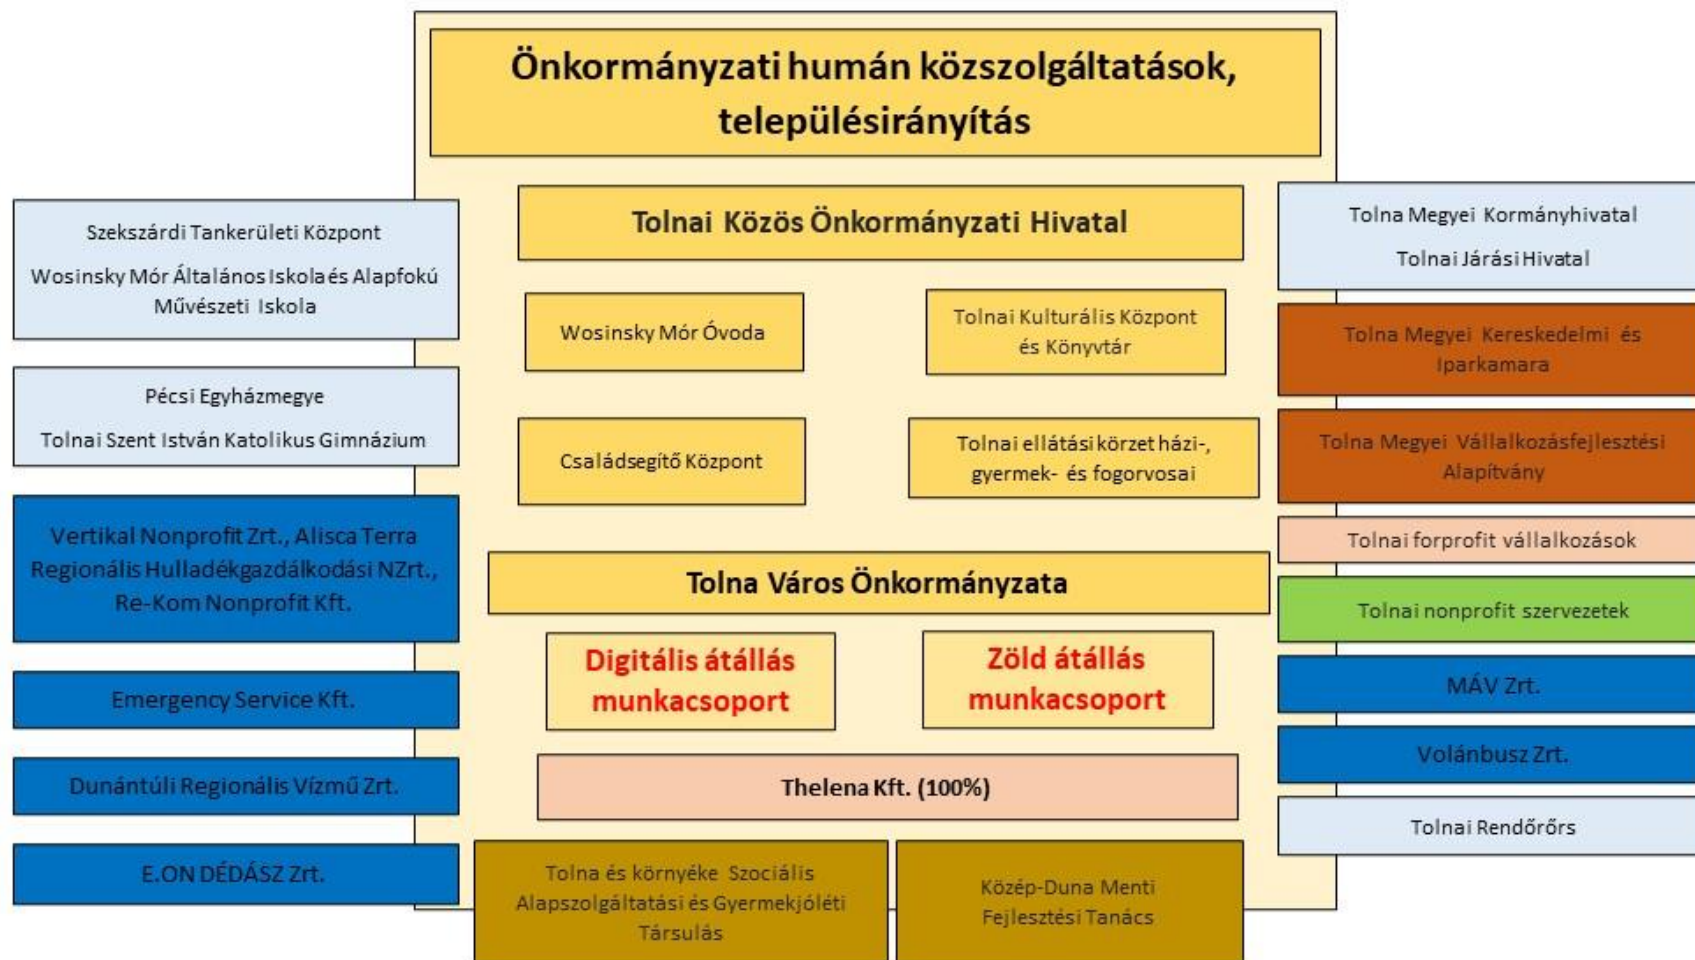 Önkormányzati humán közszolgáltatások,
településirányítás
Szekszárdi Tankerületi Központ
Wosinsky Mór Általános Iskola és Alapfokú
Művészeti Iskola
Pécsi Egyházmegye
Tolnai Szent István Katolikus Gimnázium
Vertikal Nonprofit Zrt., Alisca Terra
Regionális Hulladékgazdálkodási NZrt.,
Re-Kom Nonprofit Kft.
Emergency Service Kft.
Dunántúli Regionális Vízmű Zrt.
E.ON DÉDÁSZ Zrt.
Tolnai Közös Önkormányzati Hivatal
Wosinsky Mór Óvoda
Tolnai Kulturális Központ
és Könyvtár
Családsegítő Központ
Tolnai ellátási körzet házi-,
gyermek- és fogorvosai
Tolna Város Önkormányzata
Digitális átállás
munkacsoport
Zöld átállás
munkacsoport
Thelena Kft. (100%)
Tolna és környéke Szociális
Alapszolgáltatási és Gyermekjóléti
Társulás
Közép-Duna Menti
Fejlesztési Tanács
Tolna Megyei Kormányhivatal
Tolnai Járási Hivatal
Tolna Megyei Kereskedelmi és
Iparkamara
Tolna Megyei Vállalkozásfejlesztési
Alapítvány
Tolnai forprofit vállalkozások
Tolnai nonprofit szervezetek
MÁV Zrt.
Volánbusz Zrt.
Tolnai Rendőrörs